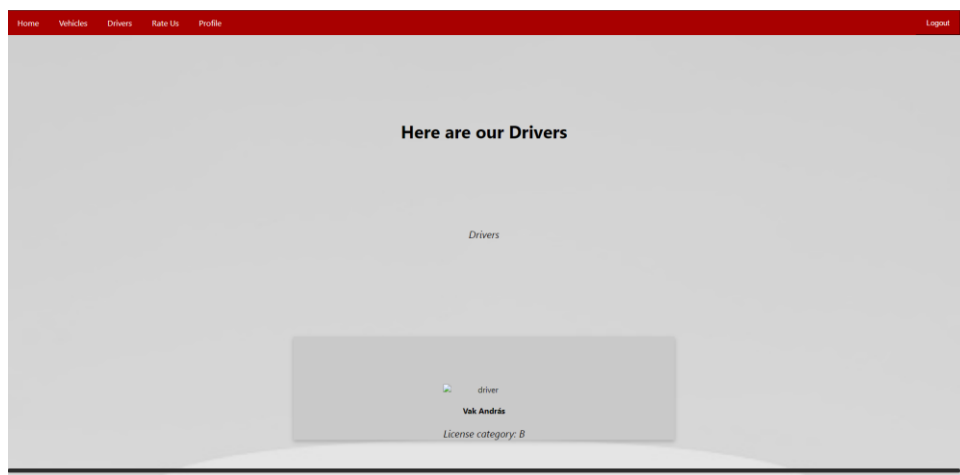 Home Vehicles Drivers Rate Us Profile Logout
Here are our Drivers
Drivers
driver
Vak András
License category: B